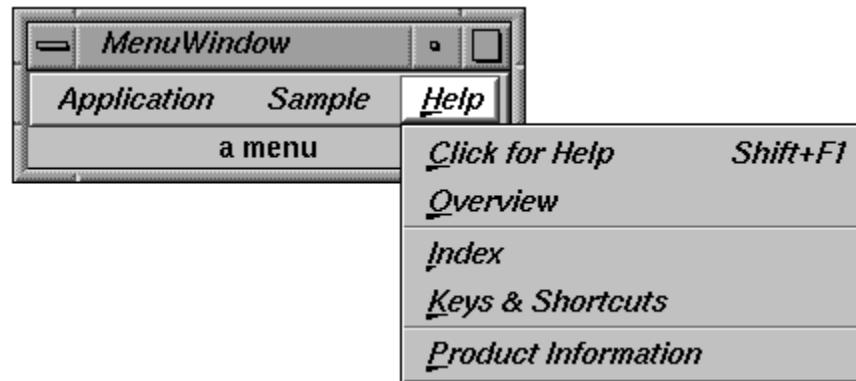 MenuWindow
Application Sample Help
a menu
Click for Help Shift+F1
Overview
Index
Keys & Shortcuts
Product Information